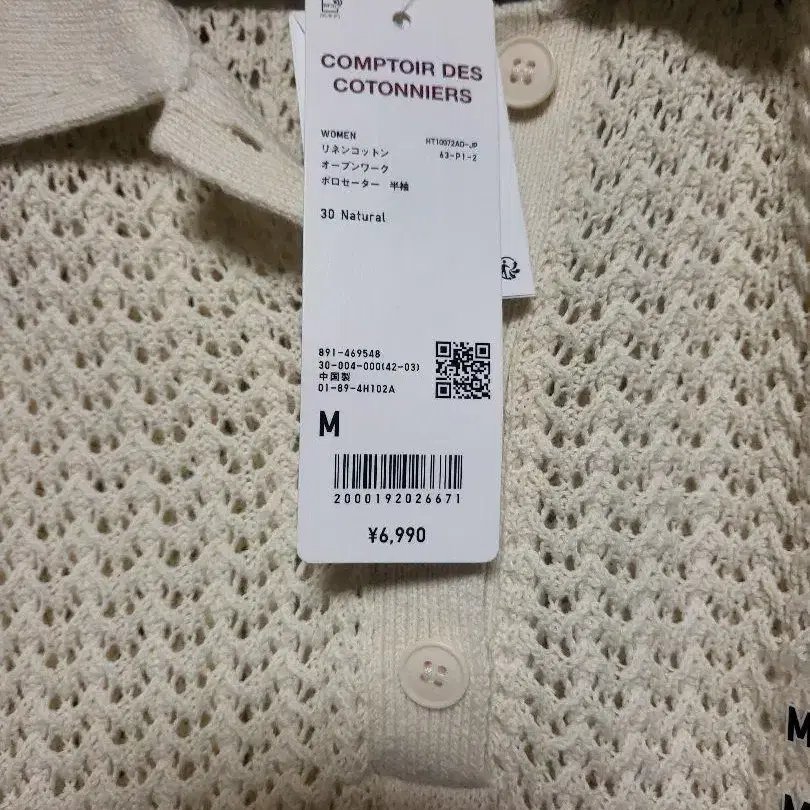 COMPTOIR DES
COTONNIERS
WOMEN HT10072AD-JP
リネンコットン 63-P1-2
オープンワーク
ポロセーター 半袖
30 Natural
891-469548
30-004-000(42-03)
中国製
01-89-4H102A
M
2000192026671
¥6,990
M